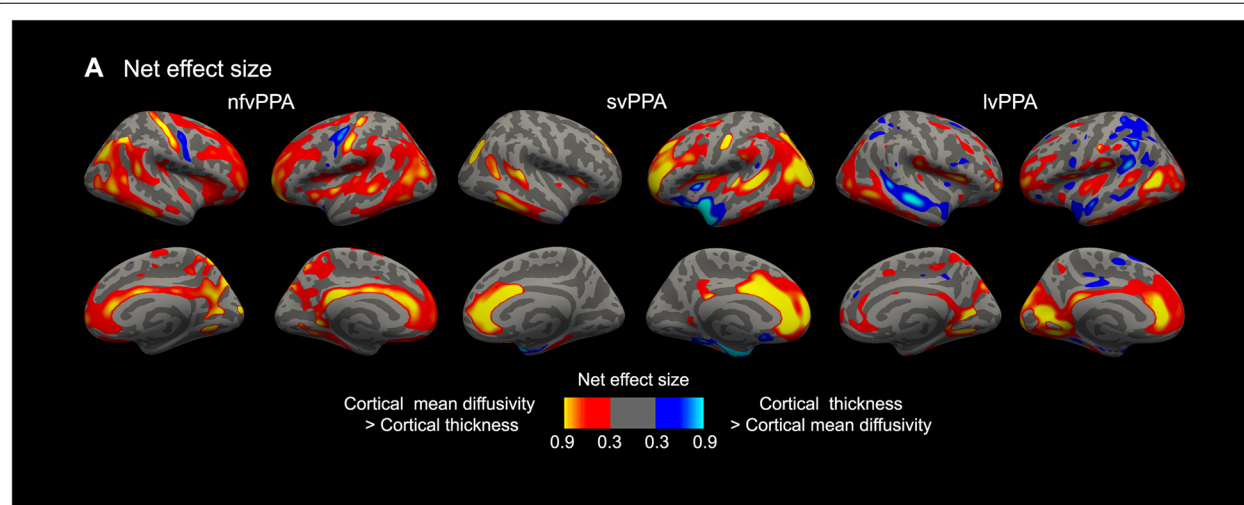 A Net effect size
nfvPPA svPPA lvPPA
Net effect size
Cortical mean diffusivity
> Cortical thickness
0.9 0.3 0.3 0.9
Cortical thickness
> Cortical mean diffusivity